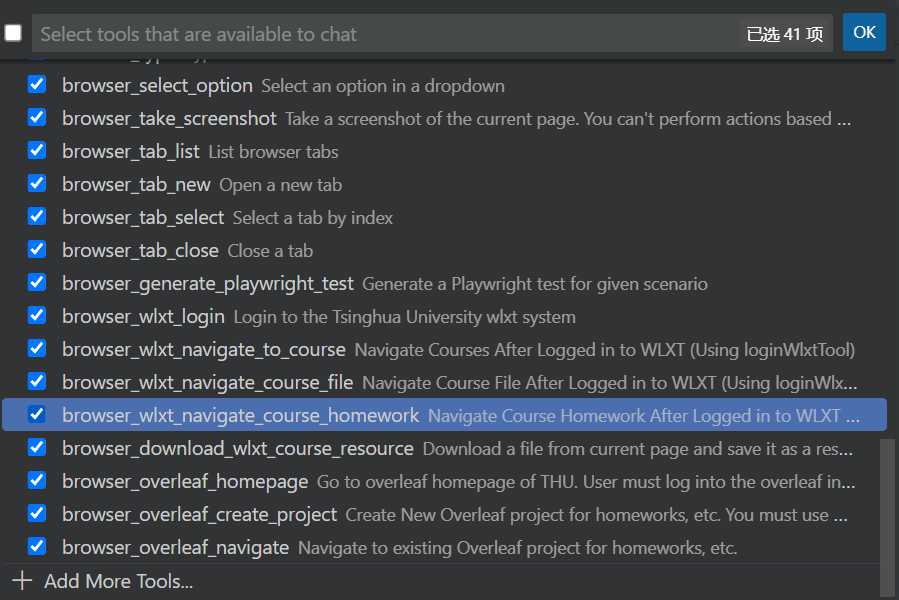 Select tools that are available to chat 已选 41 项 OK
browser_select_option Select an option in a dropdown
browser_take_screenshot Take a screenshot of the current page. You can't perform actions based ...
browser_tab_list List browser tabs
browser_tab_new Open a new tab
browser_tab_select Select a tab by index
browser_tab_close Close a tab
browser_generate_playwright_test Generate a Playwright test for given scenario
browser_wlxt_login Login to the Tsinghua University wlxt system
browser_wlxt_navigate_to_course Navigate Courses After Logged in to WLXT (Using loginWlxtTool)
browser_wlxt_navigate_course_file Navigate Course File After Logged in to WLXT (Using loginWlx...
browser_wlxt_navigate_course_homework Navigate Course Homework After Logged in to WLXT ...
browser_download_wlxt_course_resource Download a file from current page and save it as a res...
browser_overleaf_homepage Go to overleaf homepage of THU. User must log into the overleaf in...
browser_overleaf_create_project Create New Overleaf project for homeworks, etc. You must use ...
browser_overleaf_navigate Navigate to existing Overleaf project for homeworks, etc.
Add More Tools...